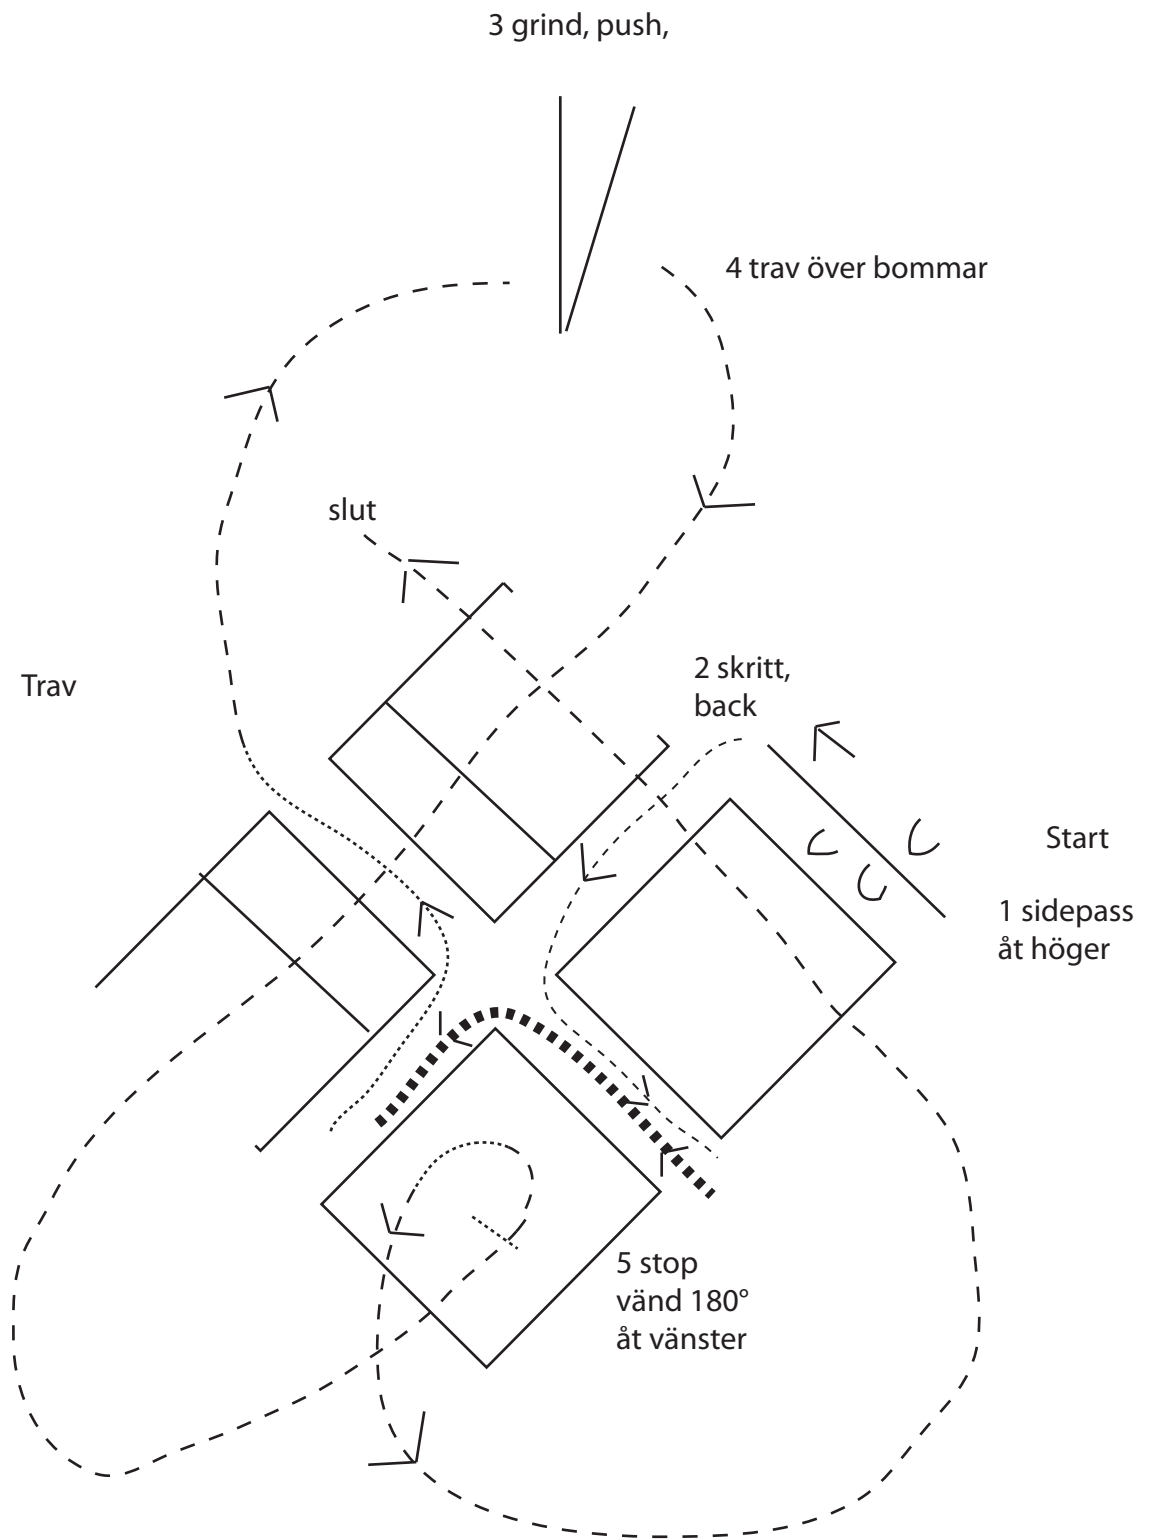 3 grind, push,
4 trav över bommar
slut
2 skritt,
back
Trav
Start
1 sidepass
åt höger
5 stop
vänd 180°
åt vänster